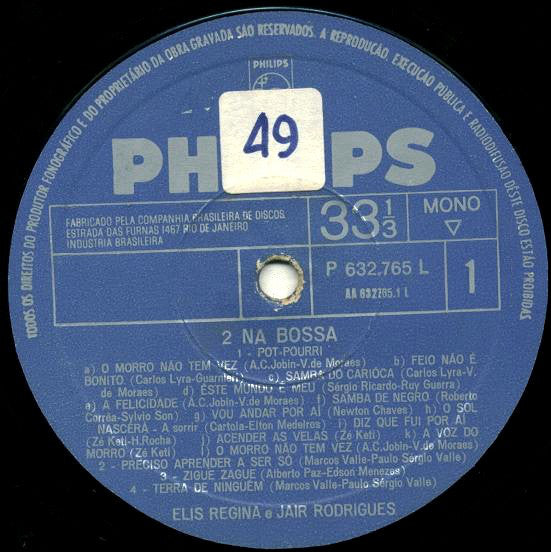 TODOS OS DIREITOS DO PRODUTOR FONOGRÁFICO E DO PROPRIETÁRIO DA OBRA GRAVADA SÃO RESERVADOS. A REPRODUÇÃO, EXECUÇÃO PÚBLICA E RADIODIFUSÃO DÊSTE DISCO ESTÃO PROIBIDAS
PHILIPS
49
FABRICADO PELA COMPANHIA BRASILEIRA DE DISCOS
ESTRADA DAS FURNAS 1467 RIO DE JANEIRO
INDÚSTRIA BRASILEIRA
33 1/3
MONO
P 632.765 L
AA 632765.1 L
1
2 NA BOSSA
1 - POT-POURRI
a) O MORRO NÃO TEM VEZ (A.C.Jobin-V.de Moraes) b) FEIO NÃO É
BONITO (Carlos Lyra- c) SAMBA DO CARIÓCA (Carlos Lyra-V.
de Moraes) d) ÉSTE MUNDO É MEU (Sérgio Ricardo-Ruy Guerra)
a) A FELICIDADE (A.C.Jobin-V.de Moraes) f) SAMBA DE NEGRO (Roberto
Corrêa-Sylvio Son) g) VOU ANDAR POR AÍ (Newton Chaves) h) O SOL
NASCERÁ - A sorrir (Cartola-Elton Medeiros) i) DIZ QUE FUI POR AÍ
(Zé Keti-H.Rocha) j) ACENDER AS VELAS (Zé Keti) k) A VOZ DO
MORRO (Zé Keti) l) O MORRO NÃO TEM VEZ (A.C.Jobin-V.de Moraes)
2 - PRECISO APRENDER A SER SÓ (Marcos Valle-Paulo Sérgio Valle)
3 - ZIGUE ZAGUE (Alberto Paz-Edson Menezes)
4 - TERRA DE NINGUÉM (Marcos Valle-Paulo Sérgio Valle)
ELIS REGINA e JAIR RODRIGUES